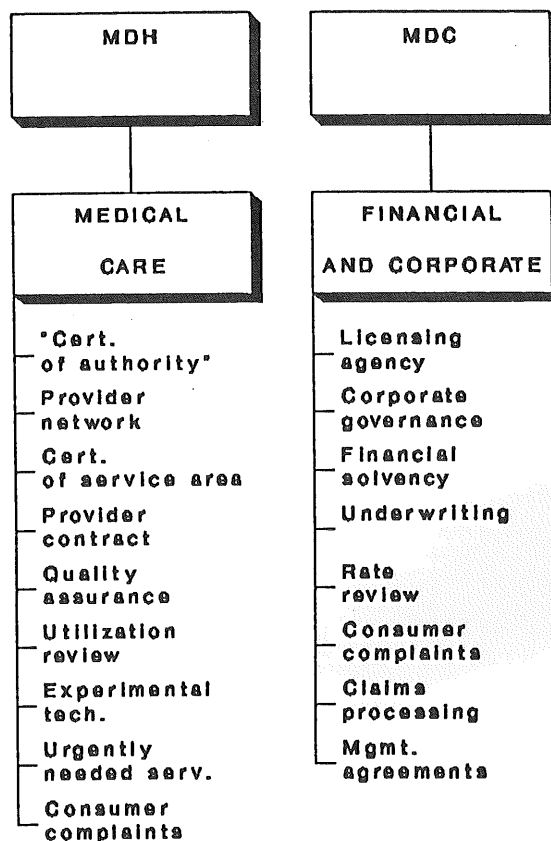 MDH
MEDICAL
CARE
"Cert.
of authority"
Provider
network
Cert.
of service area
Provider
contract
Quality
assurance
Utilization
review
Experimental
tech.
Urgently
needed serv.
Consumer
complaints
MDC
FINANCIAL
AND CORPORATE
Licensing
agency
Corporate
governance
Financial
solvency
Underwriting
Rate
review
Consumer
complaints
Claims
processing
Mgmt.
agreements